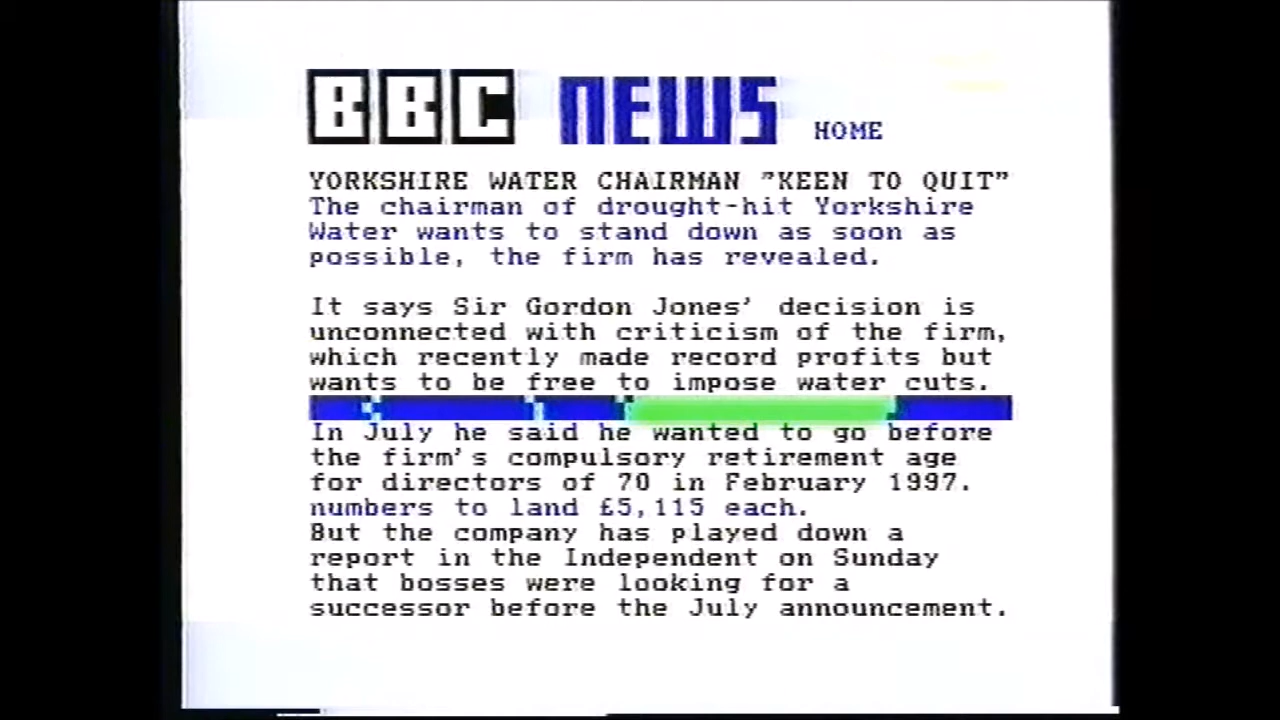 BBC NEWS HOME
YORKSHIRE WATER CHAIRMAN "KEEN TO QUIT"
The chairman of drought-hit Yorkshire
Water wants to stand down as soon as
possible, the firm has revealed.
It says Sir Gordon Jones' decision is
unconnected with criticism of the firm,
which recently made record profits but
wants to be free to impose water cuts.
In July he said he wanted to go before
the firm's compulsory retirement age
for directors of 70 in February 1997.
numbers to land £5,115 each.
But the company has played down a
report in the Independent on Sunday
that bosses were looking for a
successor before the July announcement.